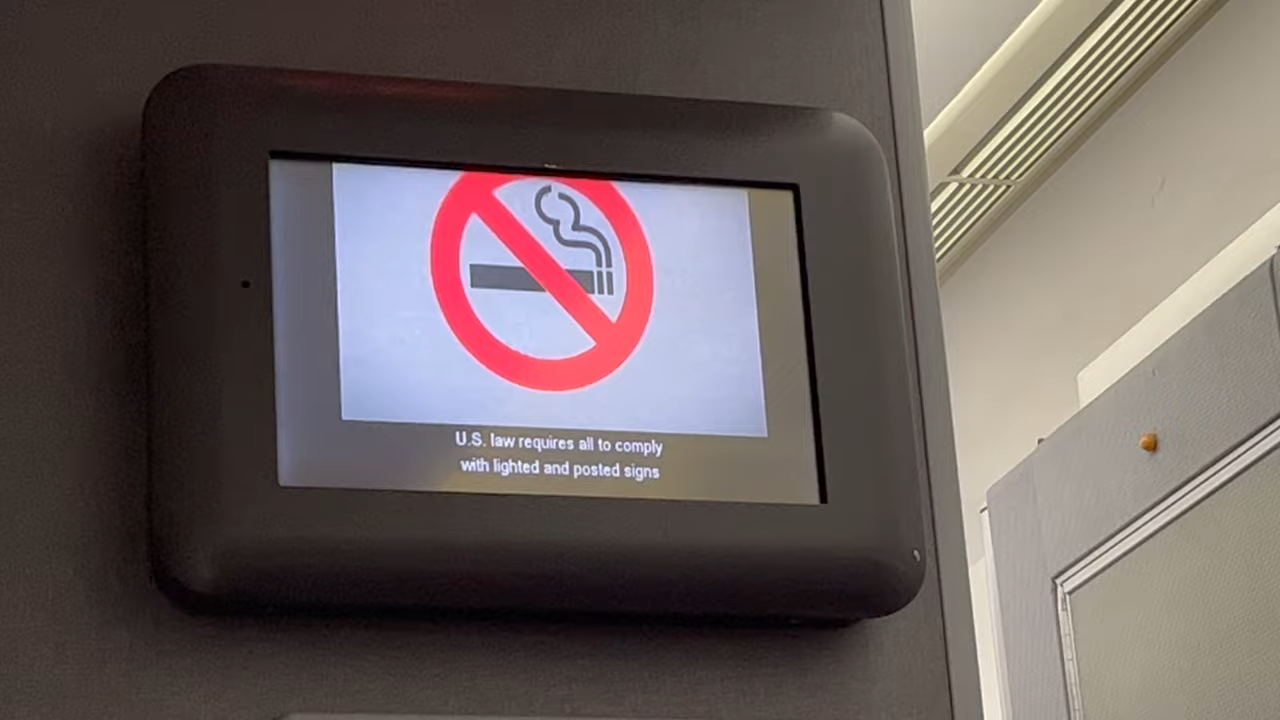 U.S. law requires all to comply
with lighted and posted signs